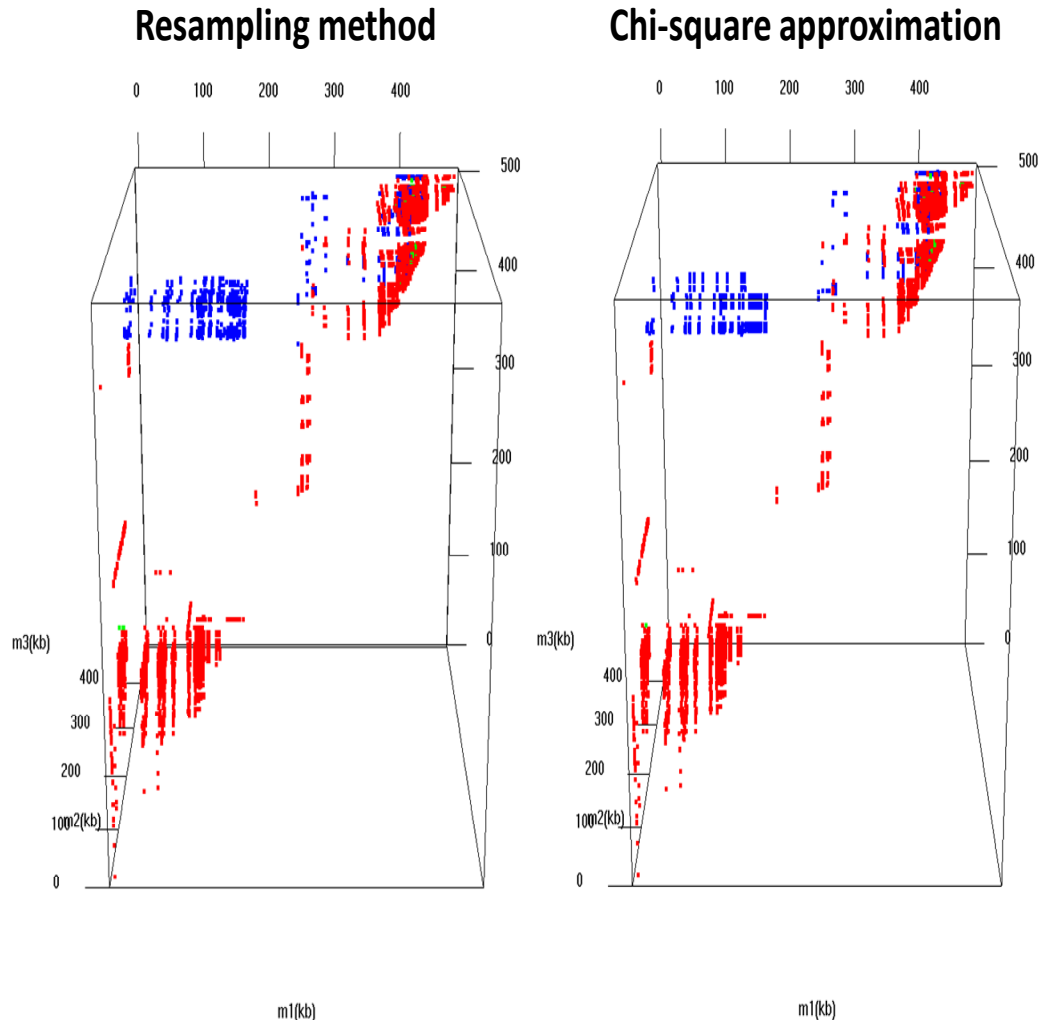 Resampling method Chi-square approximation
0 100 200 300 400 0 100 200 300 400
500 500
400 400
300 300
200 200
100 100
m3(kb) 0 m3(kb) 0
400 400
300 300
200 200
100 m2(kb) 100 m2(kb)
0 0
m1(kb) m1(kb)